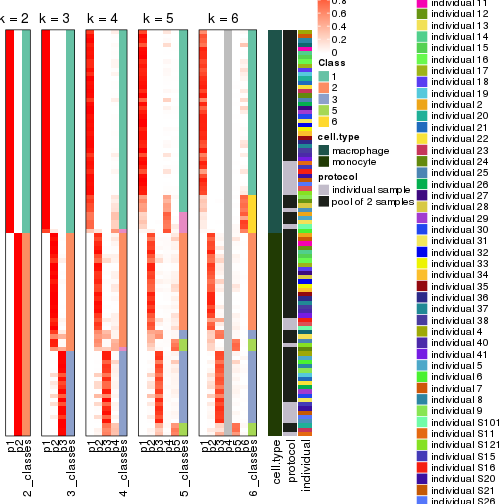 k = 2
k = 3
k = 4
k = 5
k = 6
0.6
0.4
0.2
0
Class
1
2
3
4
5
6
cell.type
macrophage
monocyte
protocol
individual sample
pool of 2 samples
individual 11
individual 12
individual 13
individual 14
individual 15
individual 16
individual 17
individual 18
individual 19
individual 2
individual 20
individual 21
individual 22
individual 23
individual 24
individual 25
individual 26
individual 27
individual 28
individual 29
individual 30
individual 31
individual 32
individual 33
individual 34
individual 35
individual 36
individual 37
individual 38
individual 4
individual 40
individual 41
individual 5
individual 6
individual 7
individual 8
individual 9
individual S101
individual S11
individual S121
individual S15
individual S16
individual S20
individual S21
individual S26
p1
p2
2_classes
p1
p2
p3
3_classes
p1
p2
p3
p4
4_classes
p1
p2
p3
p4
p5
5_classes
p1
p2
p3
p4
p5
p6
6_classes
cell.type
protocol
individual